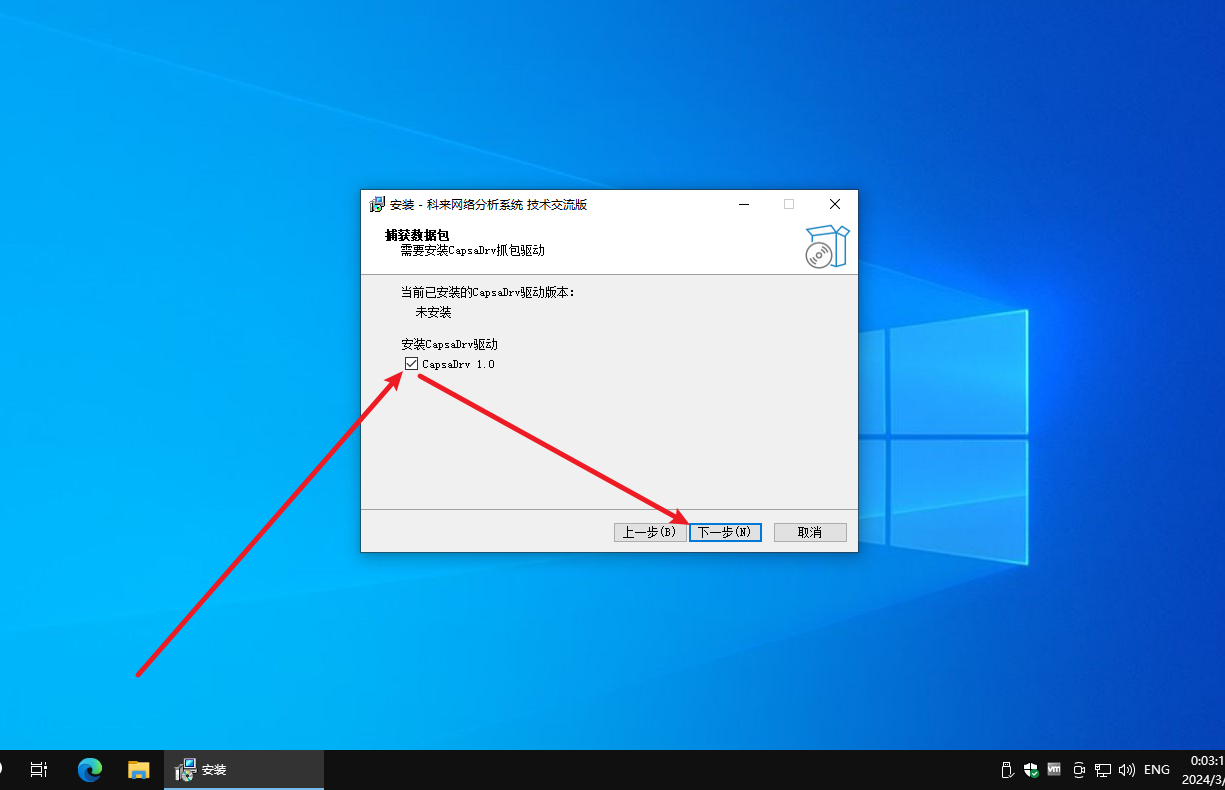 安装 - 科来网络分析系统 技术交流版
捕获数据包
需要安装CapsaDrv抓包驱动
当前已安装的CapsaDrv驱动版本:
未安装
安装CapsaDrv驱动
CapsaDrv 1.0
上一步(B)
下一步(N)
取消
安装
vm
ENG
0:03:1
2024/3/